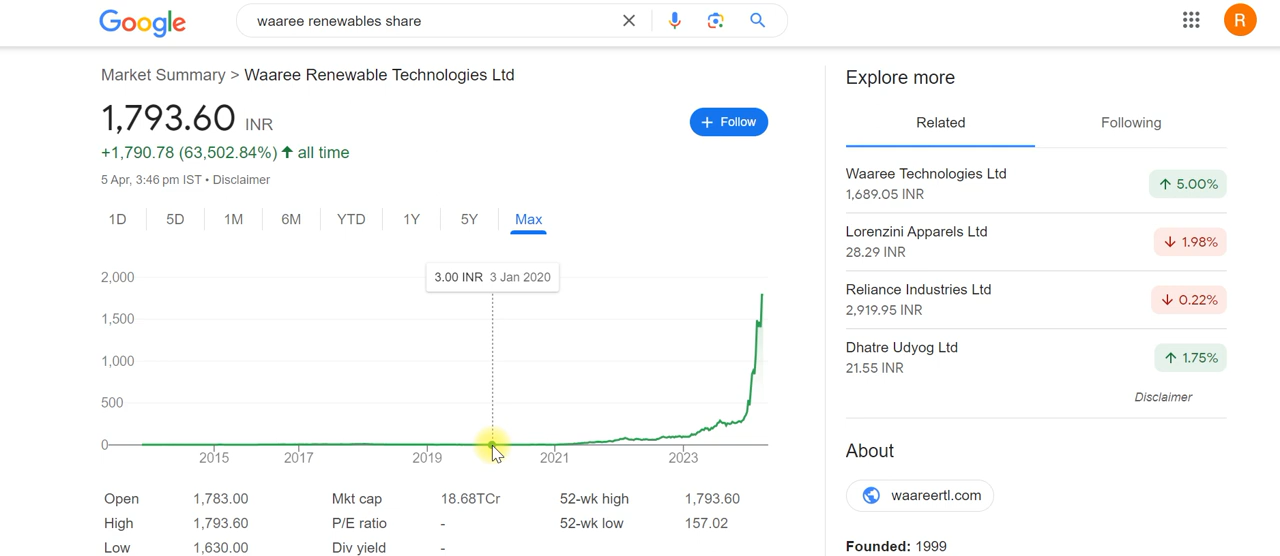 Google
waaree renewables share
R
Market Summary > Waaree Renewable Technologies Ltd
1,793.60 INR
+ Follow
+1,790.78 (63,502.84%) ↑ all time
5 Apr, 3:46 pm IST • Disclaimer
1D 5D 1M 6M YTD 1Y 5Y Max
3.00 INR 3 Jan 2020
2,000
1,500
1,000
500
0
2015 2017 2019 2021 2023
Open 1,783.00 Mkt cap 18.68TCr 52-wk high 1,793.60
High 1,793.60 P/E ratio - 52-wk low 157.02
Low 1,630.00 Div yield -
Explore more
Related Following
Waaree Technologies Ltd
1,689.05 INR
↑ 5.00%
Lorenzini Apparels Ltd
28.29 INR
↓ 1.98%
Reliance Industries Ltd
2,919.95 INR
↓ 0.22%
Dhatre Udyog Ltd
21.55 INR
↑ 1.75%
Disclaimer
About
waareertl.com
Founded: 1999